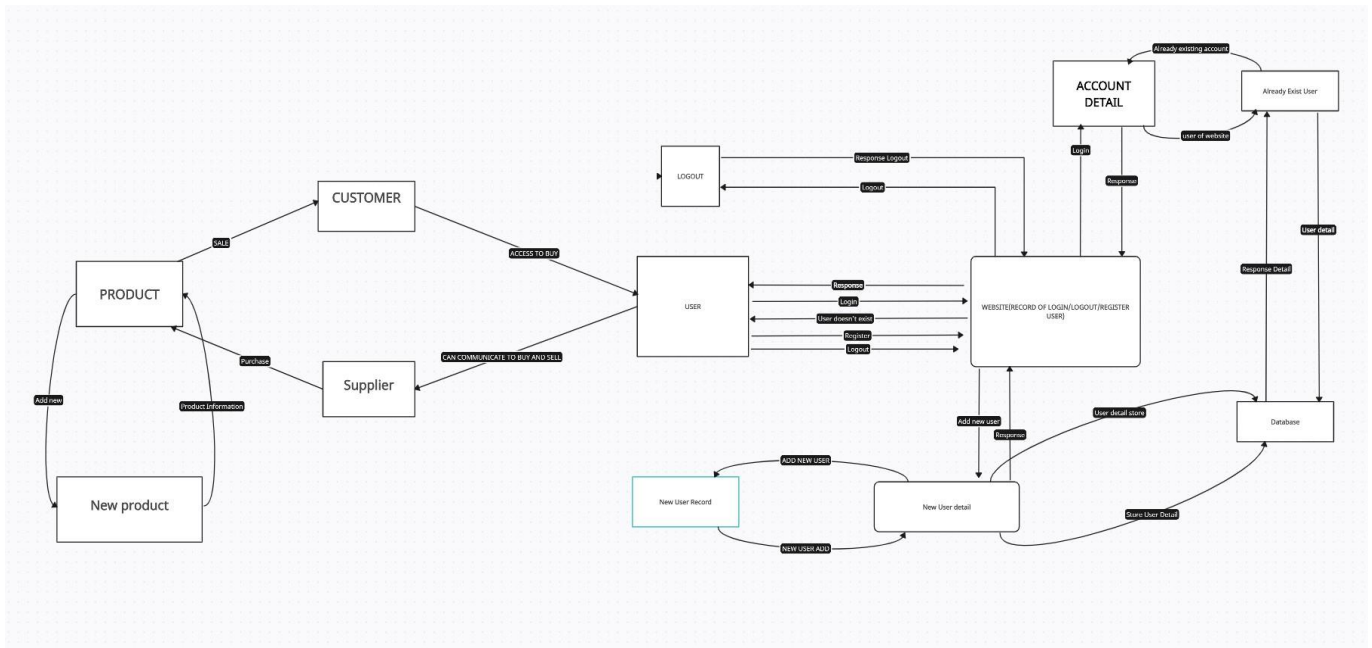 Already existing account
ACCOUNT
DETAIL
Already Exist User
user of website
Login
Response
LOGOUT
Response Logout
Logout
CUSTOMER
SALE
ACCESS TO BUY
PRODUCT
User detail
Response Detail
USER
Response
Login
User doesn't exist
Register
Logout
WEBSITE(RECORD OF LOGIN/LOGOUT/REGISTER
USER)
CAN COMMUNICATE TO BUY AND SELL
Purchase
Supplier
Add new
Product Information
Add new user
Response
User detail store
Database
ADD NEW USER
New product
New User Record
New User detail
Store User Detail
NEW USER ADD